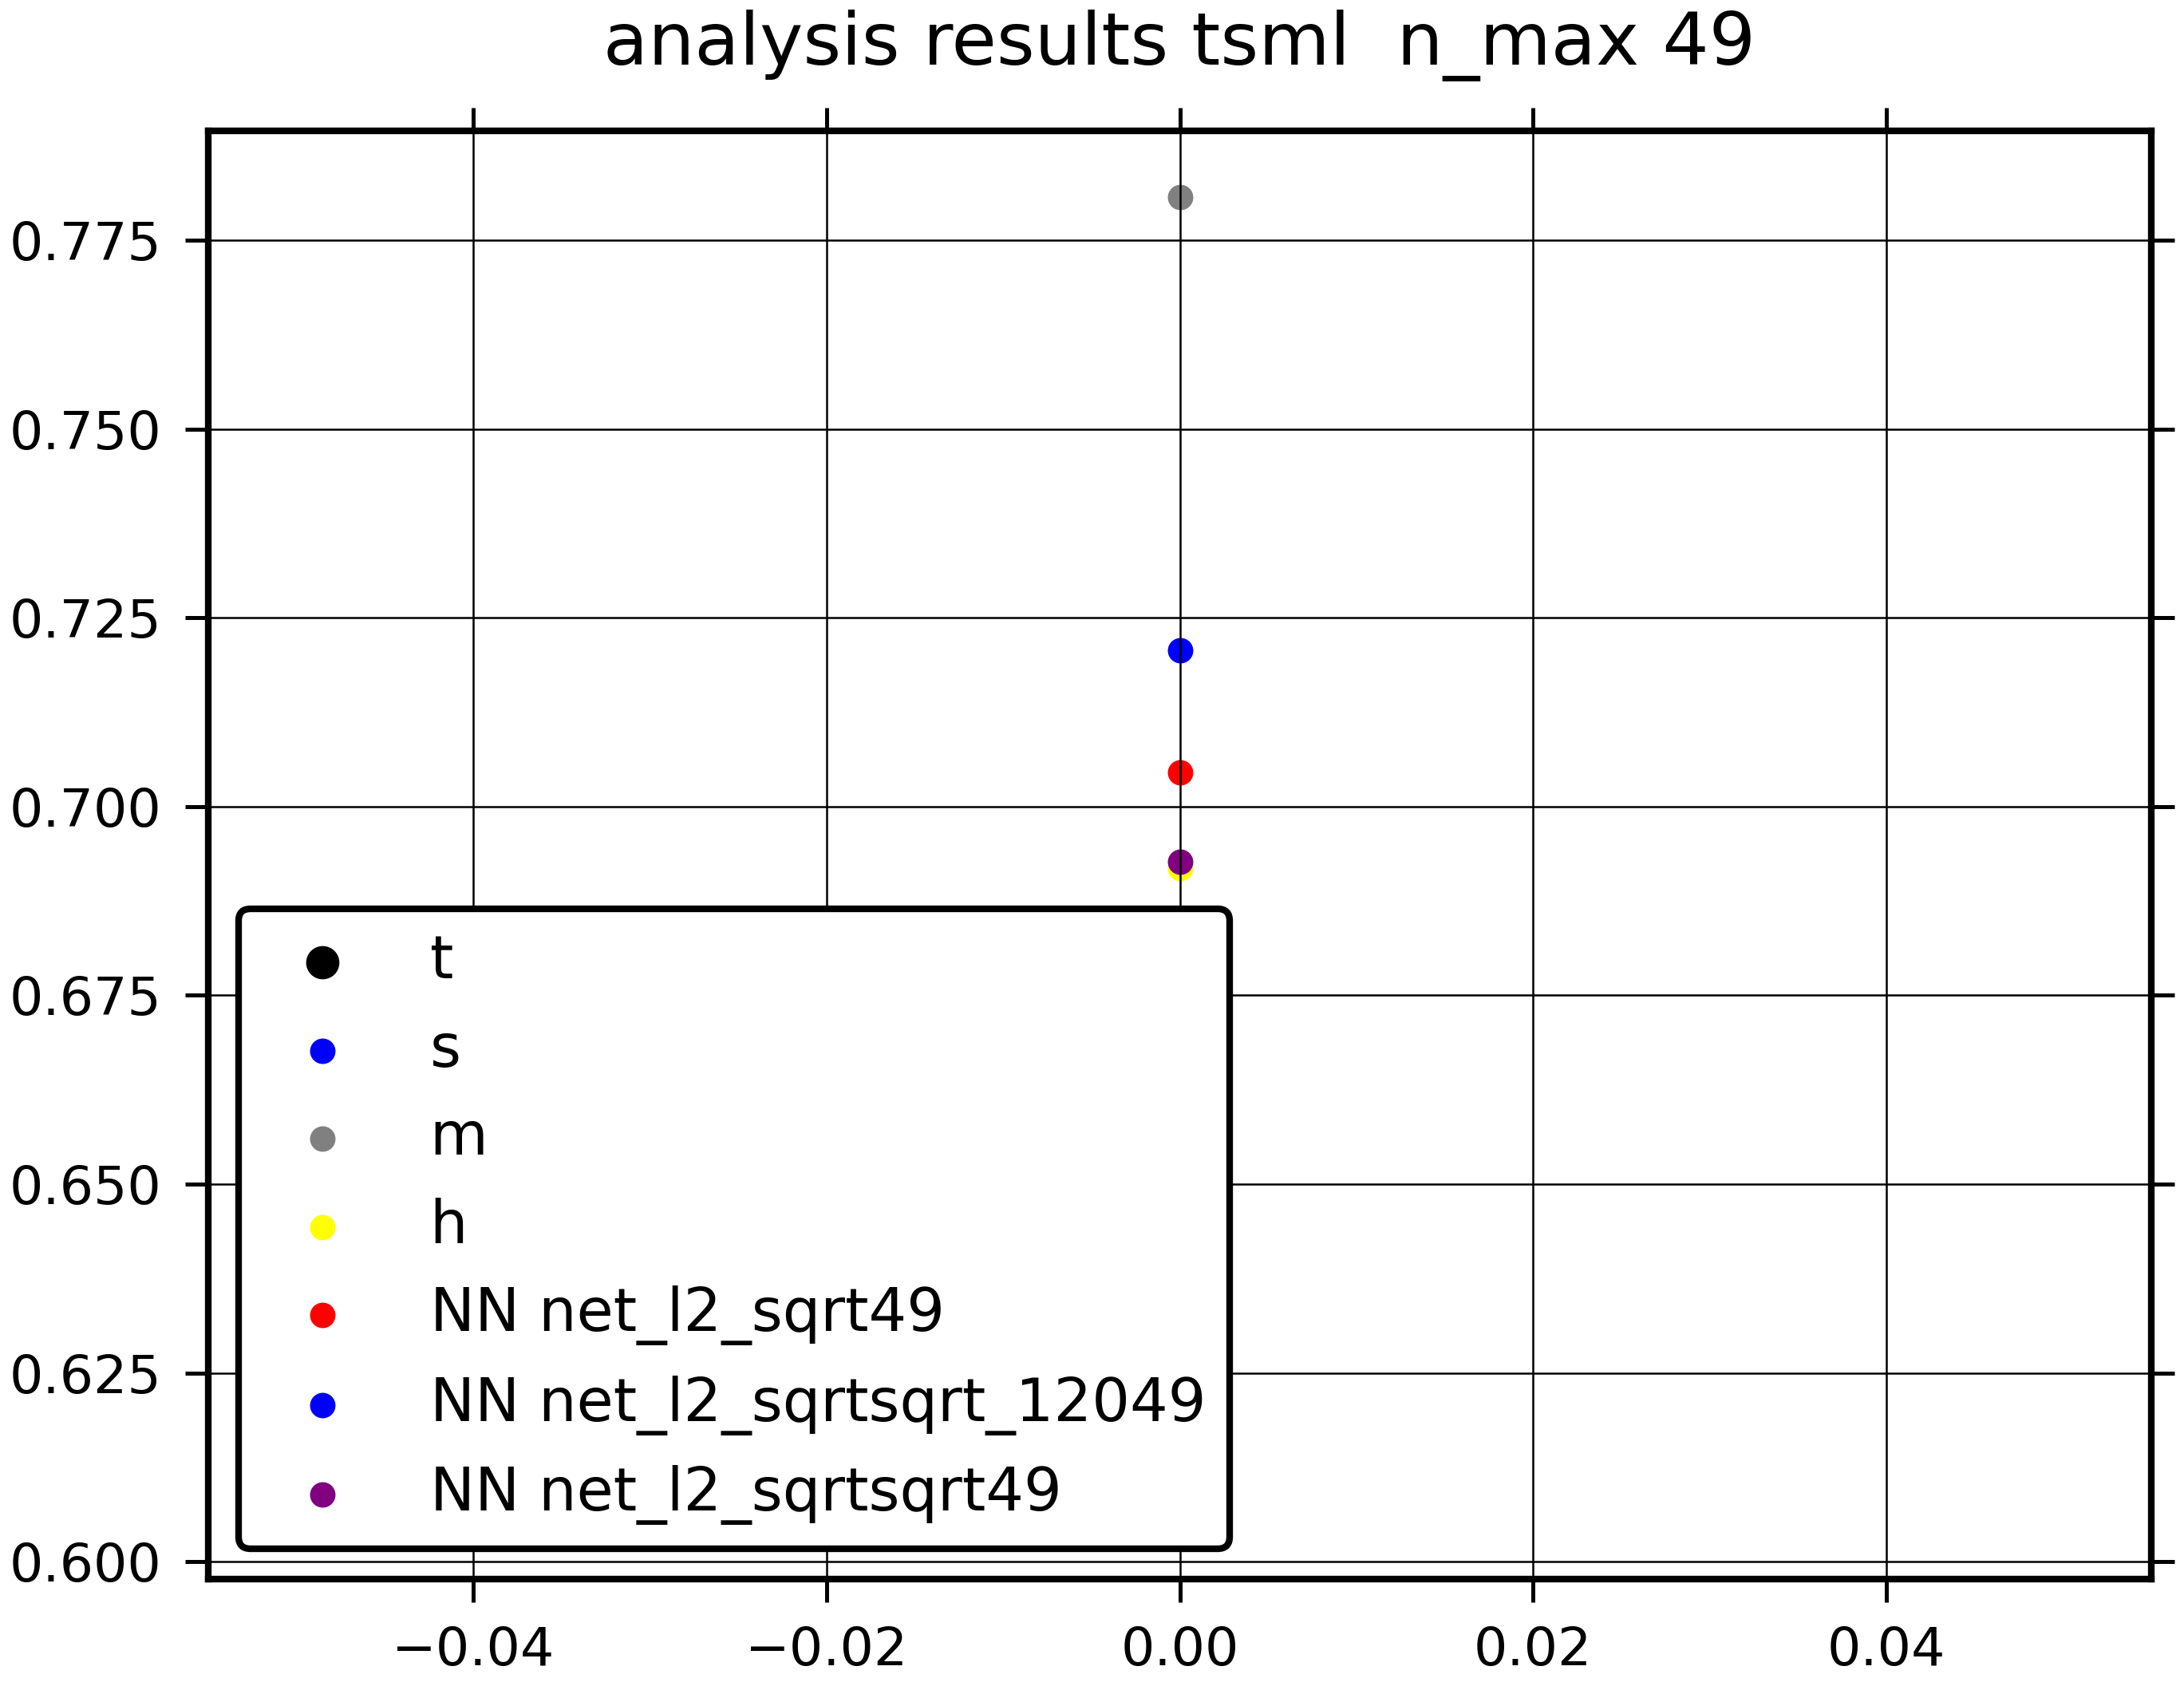 analysis results tsml  n_max 49
0.775
0.750
0.725
0.700
0.675
0.650
0.625
0.600
t
s
m
h
NN net_l2_sqrt49
NN net_l2_sqrtsqrt_12049
NN net_l2_sqrtsqrt49
−0.04 −0.02 0.00 0.02 0.04